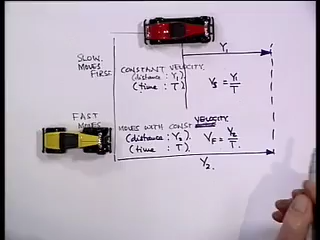 Y₁
SLOW.
MOVES
FIRST
CONSTANT VELOCITY.
(distance : Y₁)
(time : T)
Vs = Y₁/T
FAST
MOVES
MOVES WITH CONST VELOCITY
(distance : Y₂)
(time : T)
VF = Y₂/T.
Y₂.